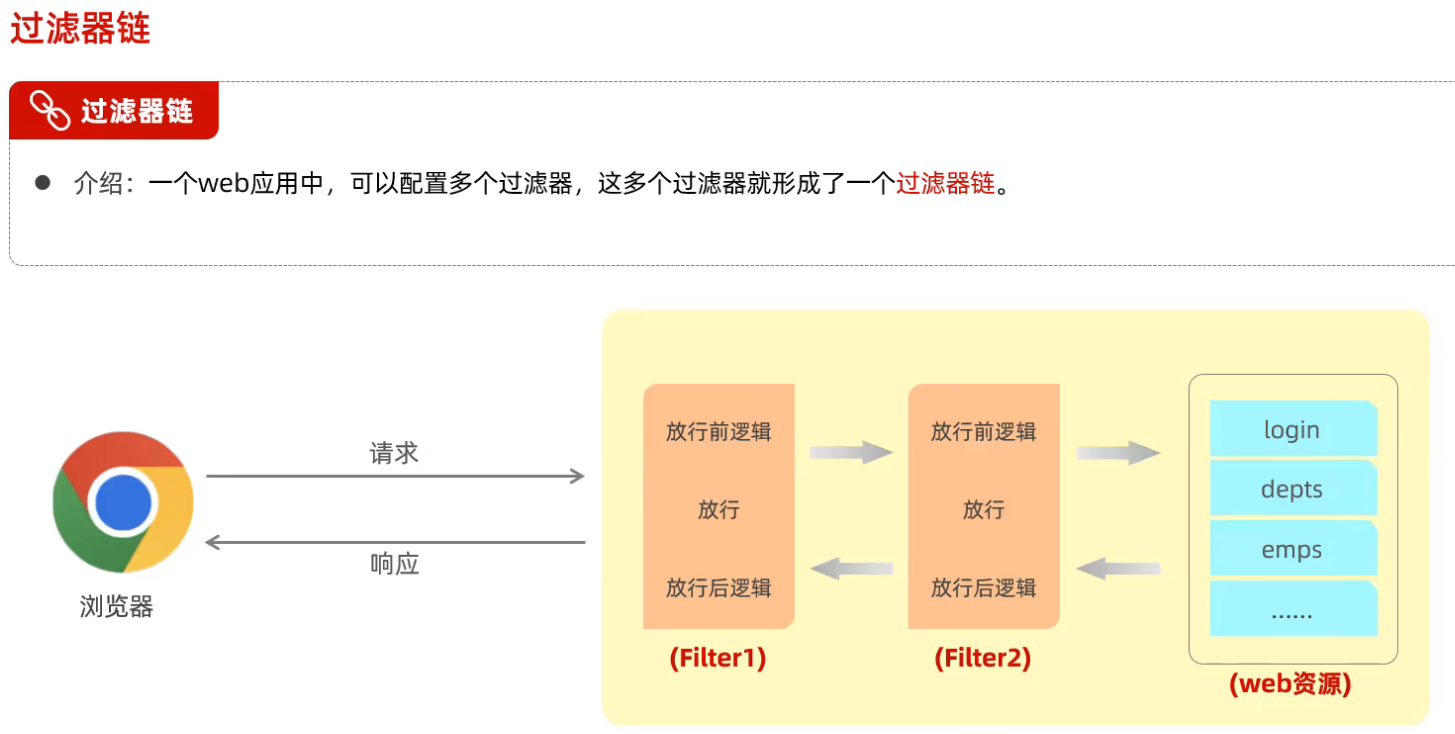 过滤器链
过滤器链
介绍：一个web应用中，可以配置多个过滤器，这多个过滤器就形成了一个过滤器链。
请求
响应
浏览器
放行前逻辑
放行
放行后逻辑
(Filter1)
放行前逻辑
放行
放行后逻辑
(Filter2)
login
depts
emps
......
(web资源)